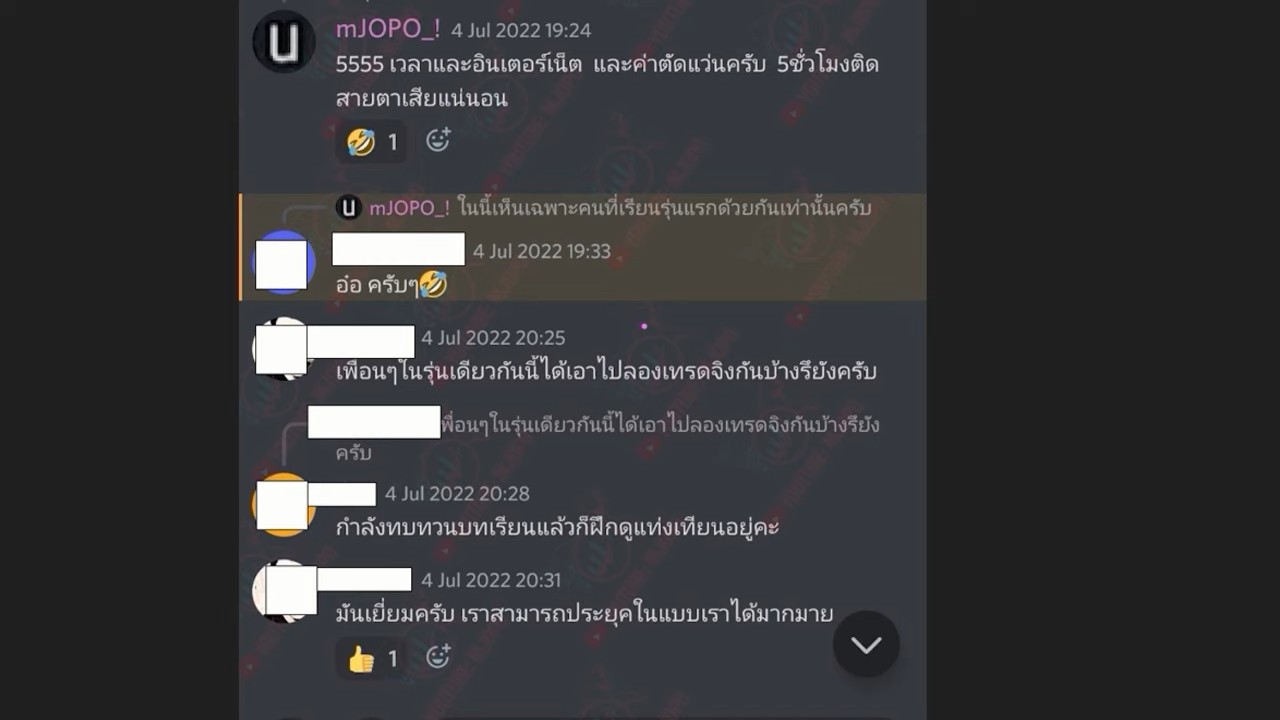 mJOPO_! 4 Jul 2022 19:24
5555 เวลาและอินเตอร์เน็ต และค่าตัดแว่นครับ 5ชั่วโมงติด
สายตาเสียแน่นอน
🤣 1
mJOPO_! ในนี้เห็นเฉพาะคนที่เรียนรุ่นแรกด้วยกันเท่านั้นครับ
4 Jul 2022 19:33
อ๋อ ครับๆ🤣
4 Jul 2022 20:25
เพื่อนๆในรุ่นเดียวกันนี้ได้เอาไปลองเทรดจิงกันบ้างรึยังครับ
พื่อนๆในรุ่นเดียวกันนี้ได้เอาไปลองเทรดจิงกันบ้างรึยัง
ครับ
4 Jul 2022 20:28
กำลังทบทวนบทเรียนแล้วก็ฝึกดูแท่งเทียนอยู่คะ
4 Jul 2022 20:31
มันเยี่ยมครับ เราสามารถประยุคในแบบเราได้มากมาย
👍 1